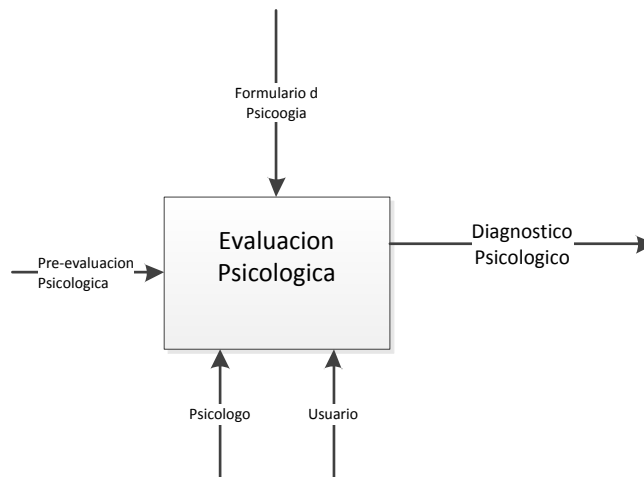 Formulario d
Psicoogia
Evaluacion
Psicologica
Diagnostico
Psicologico
Pre-evaluacion
Psicologica
Psicologo
Usuario